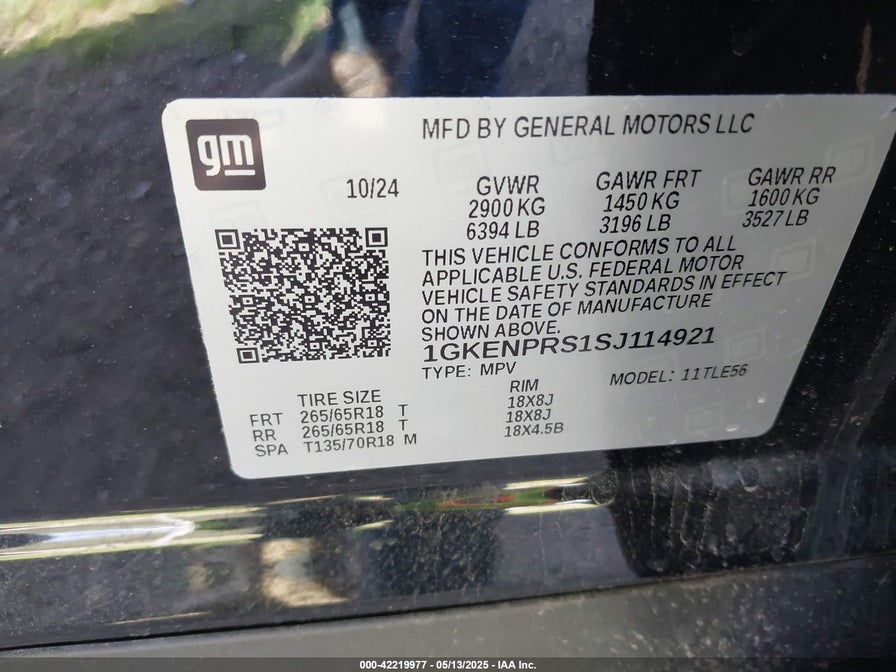 gm
MFD BY GENERAL MOTORS LLC
10/24
GVWR
2900 KG
6394 LB
GAWR FRT
1450 KG
3196 LB
GAWR RR
1600 KG
3527 LB
THIS VEHICLE CONFORMS TO ALL
APPLICABLE U.S. FEDERAL MOTOR
VEHICLE SAFETY STANDARDS IN EFFECT
ON THE DATE OF MANUFACTURE
SHOWN ABOVE.
1GKENPRS1SJ114921
TYPE: MPV
MODEL: 11TLE56
TIRE SIZE RIM
FRT 265/65R18 T 18X8J
RR 265/65R18 T 18X8J
SPA T135/70R18 M 18X4.5B
000-42219977 - 05/13/2025 - IAA Inc.